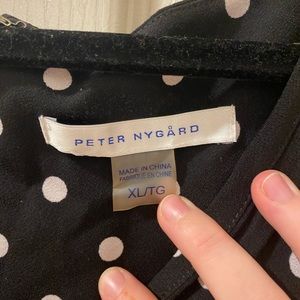 PETER NYGÅRD
MADE IN CHINA
FABRIQUÉ EN CHINE
XL/TG